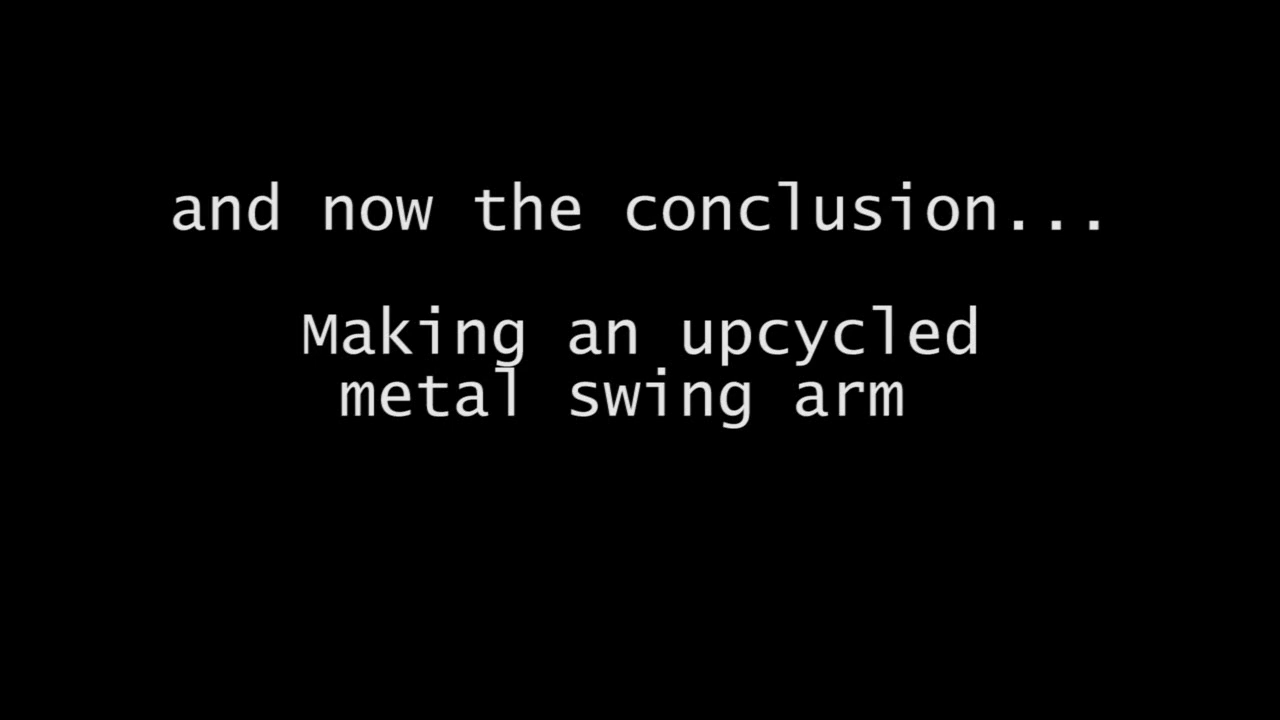 and now the conclusion...
Making an upcycled
metal swing arm